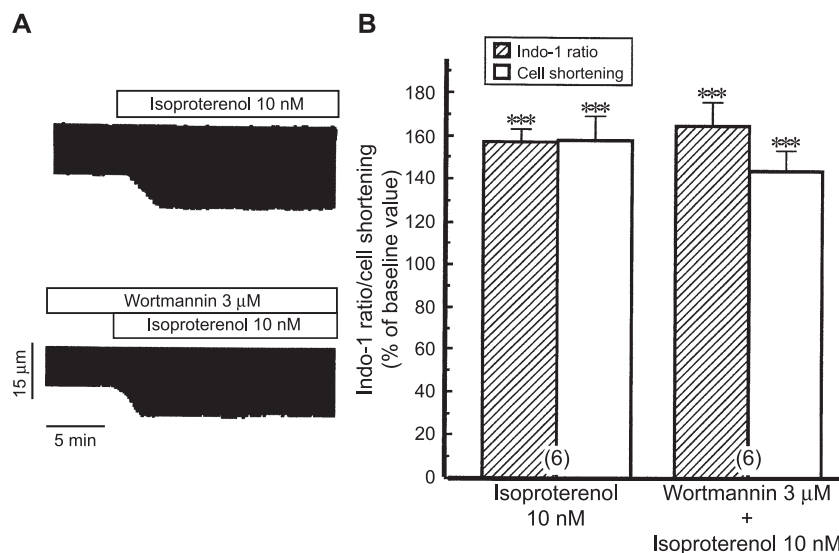 A
Isoproterenol 10 nM
Wortmannin 3 µM
Isoproterenol 10 nM
15 µm
5 min
B
Indo-1 ratio
Cell shortening
Indo-1 ratio/cell shortening
(% of baseline value)
180
160
140
120
100
80
60
40
20
0
***
***
***
***
(6)
(6)
Isoproterenol
10 nM
Wortmannin 3 µM
+
Isoproterenol 10 nM